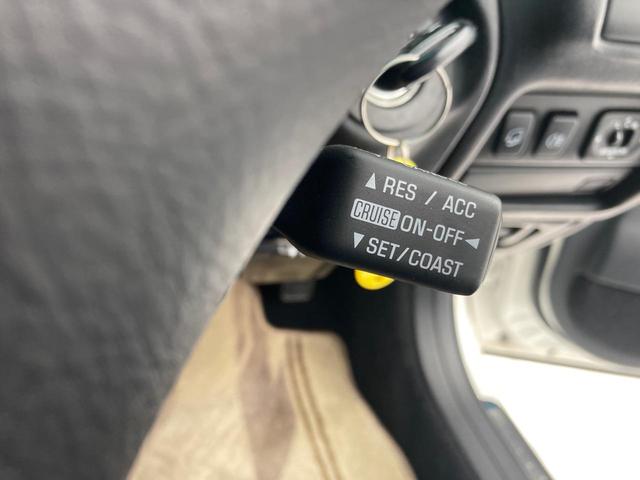 ▲ RES / ACC
CRUISE ON-OFF ◄
▼ SET/COAST